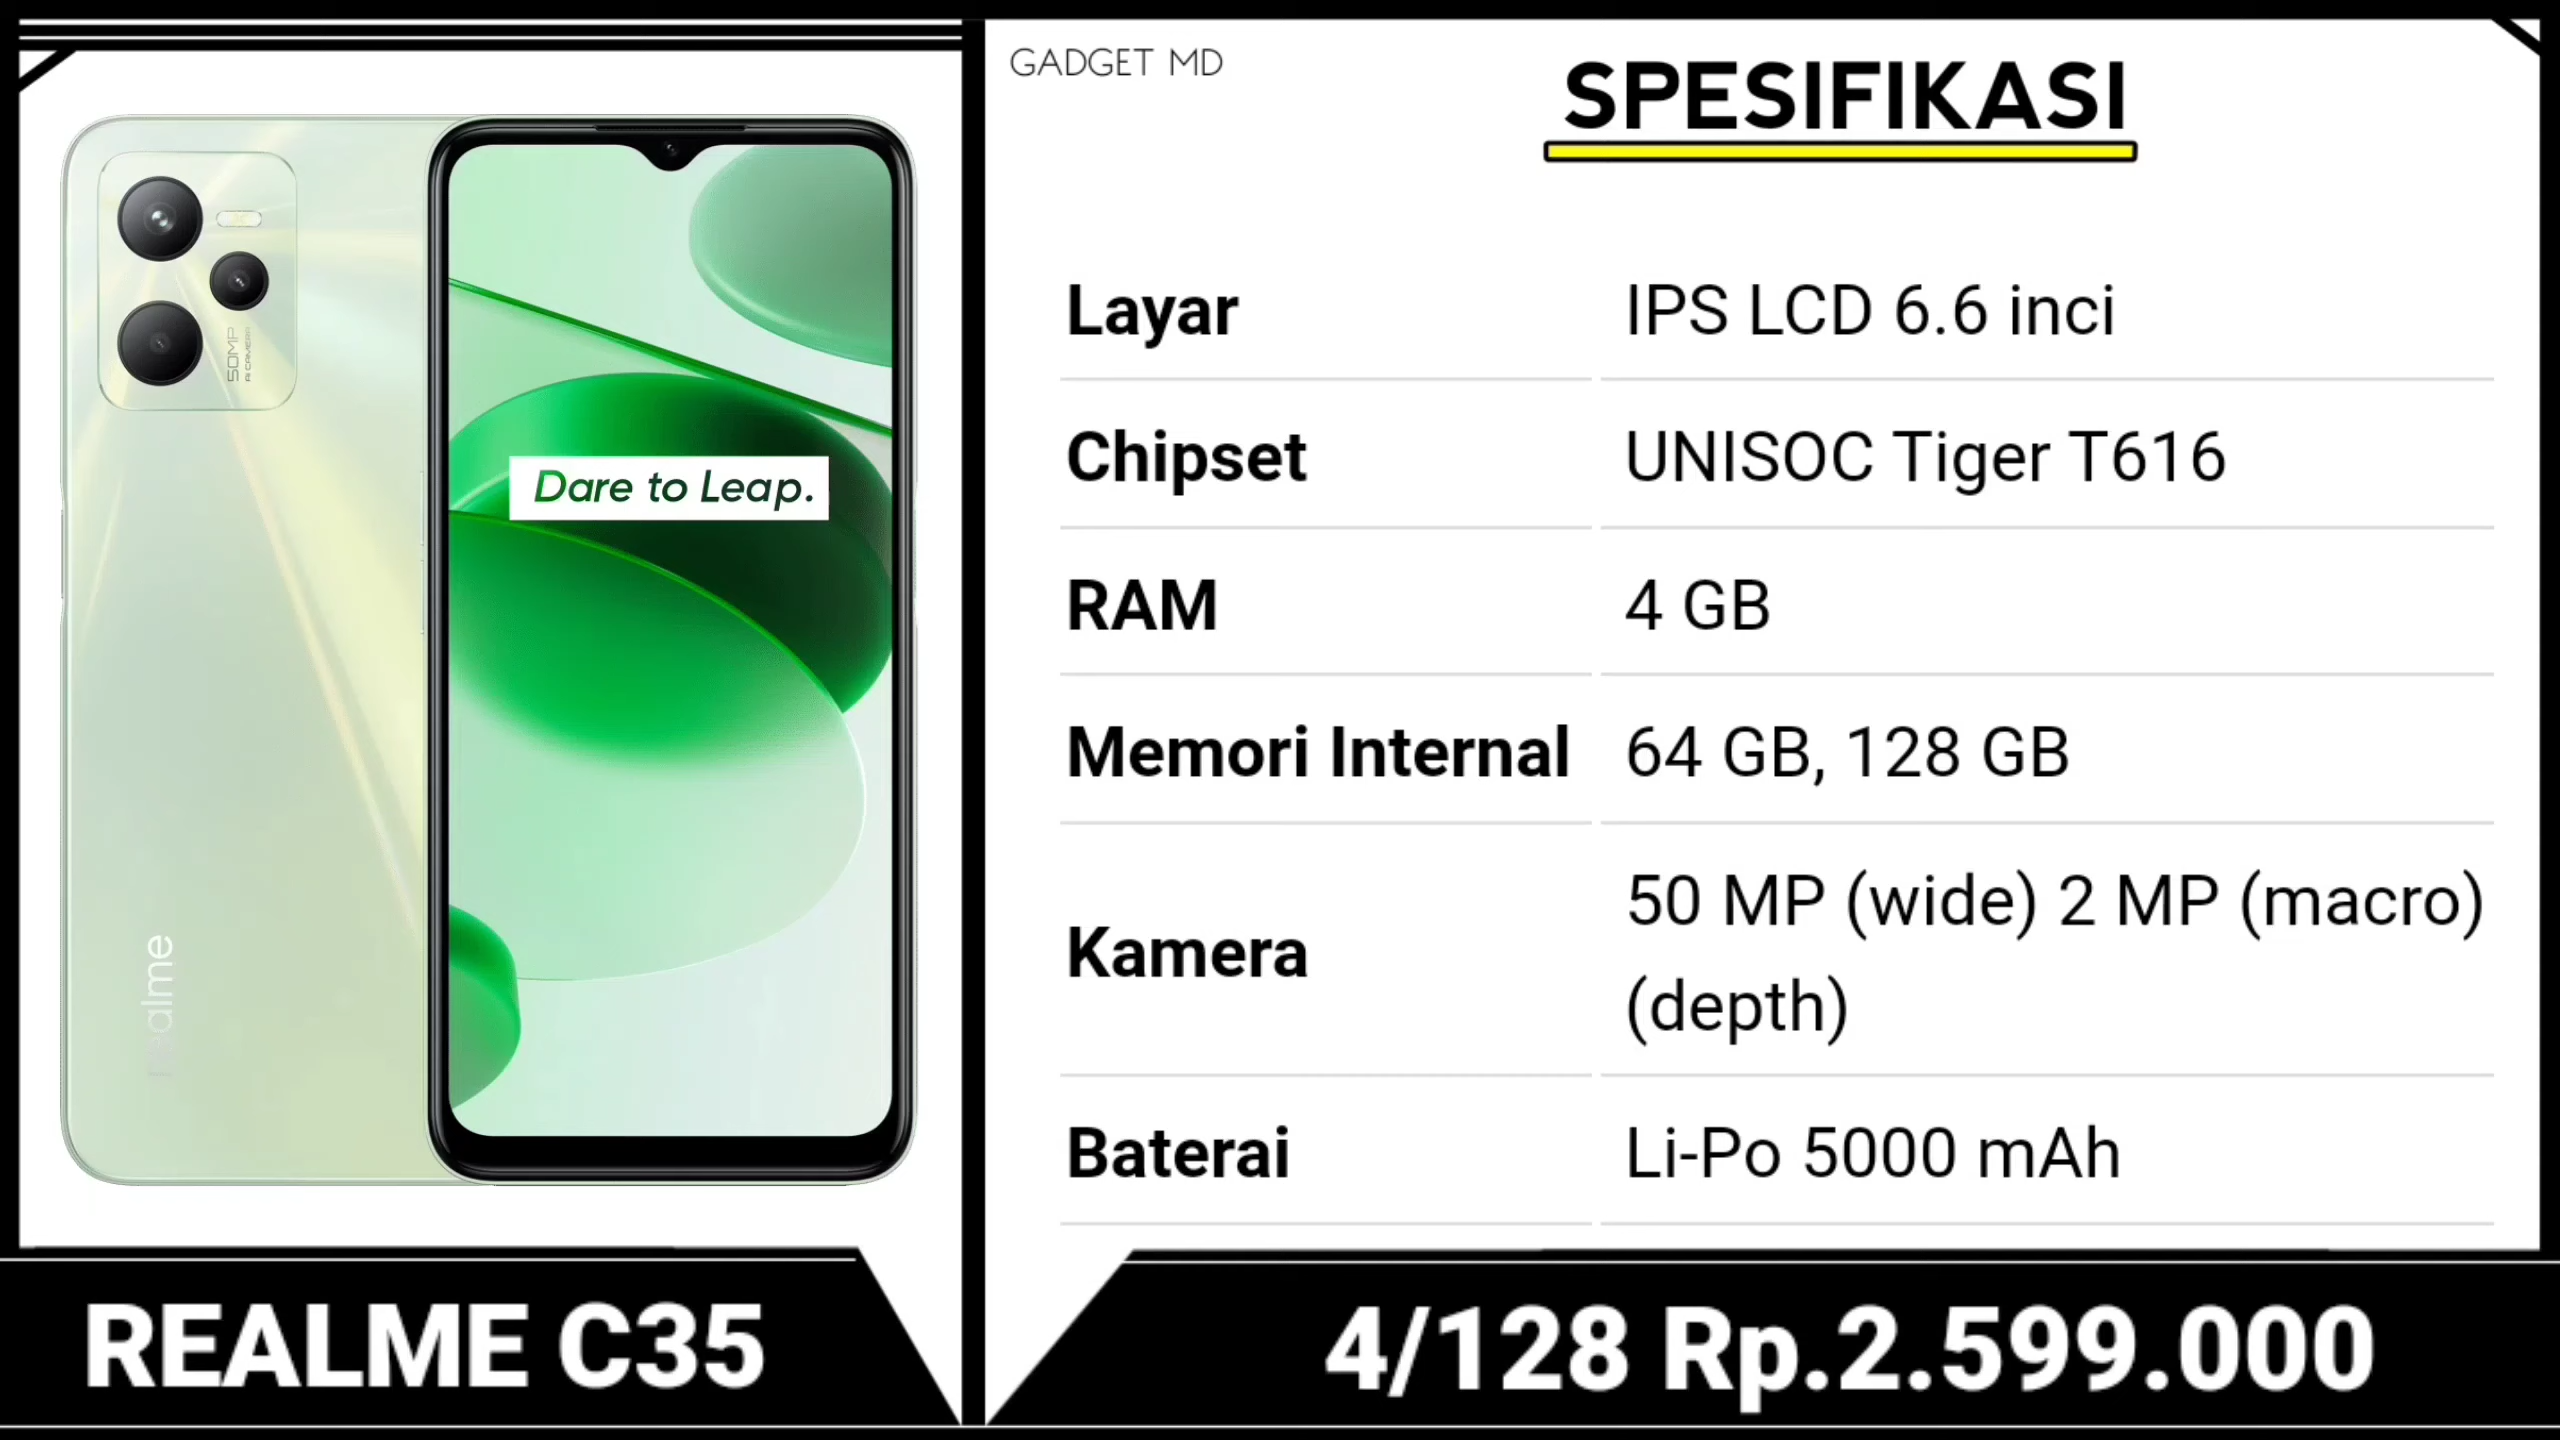 GADGET MD
SPESIFIKASI
50MP
AI CAMERA
Dare to Leap.
realme
Layar IPS LCD 6.6 inci
Chipset UNISOC Tiger T616
RAM 4 GB
Memori Internal 64 GB, 128 GB
Kamera 50 MP (wide) 2 MP (macro)
(depth)
Baterai Li-Po 5000 mAh
REALME C35
4/128 Rp.2.599.000